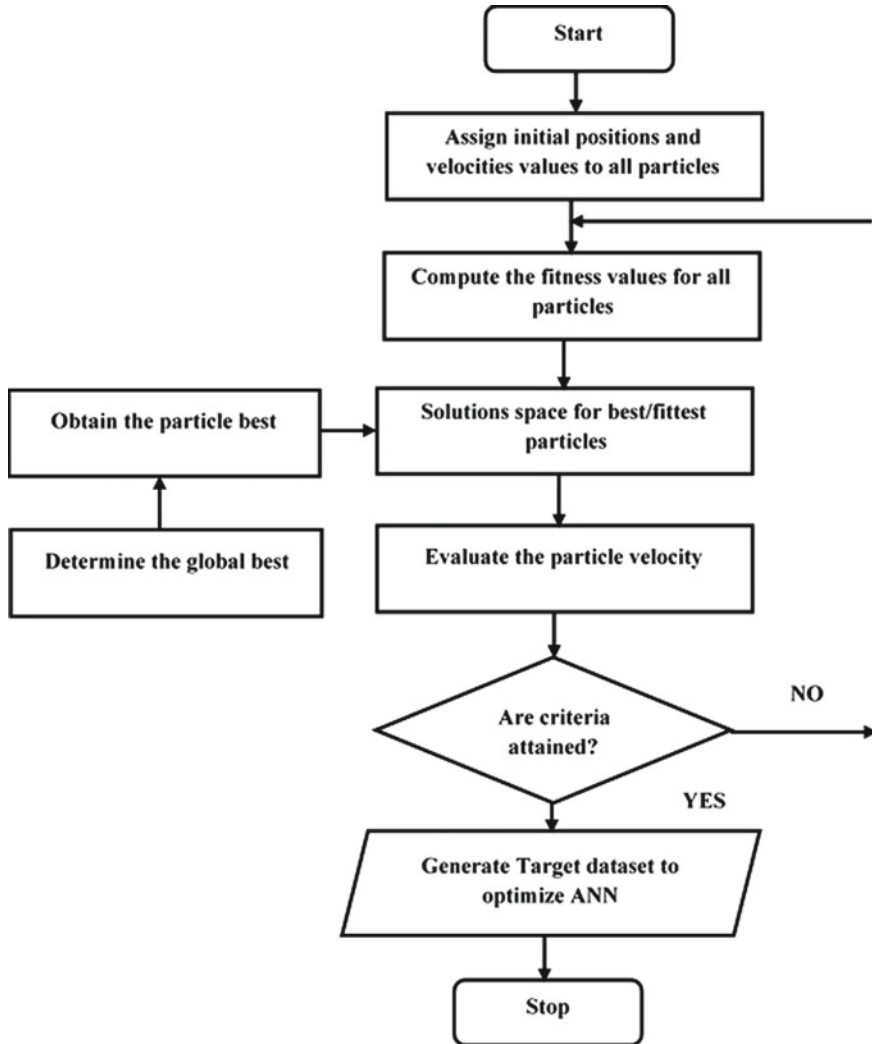 Start
Assign initial positions and
velocities values to all particles
Compute the fitness values for all
particles
Obtain the particle best
Solutions space for best/fittest
particles
Determine the global best
Evaluate the particle velocity
Are criteria
attained?
NO
YES
Generate Target dataset to
optimize ANN
Stop